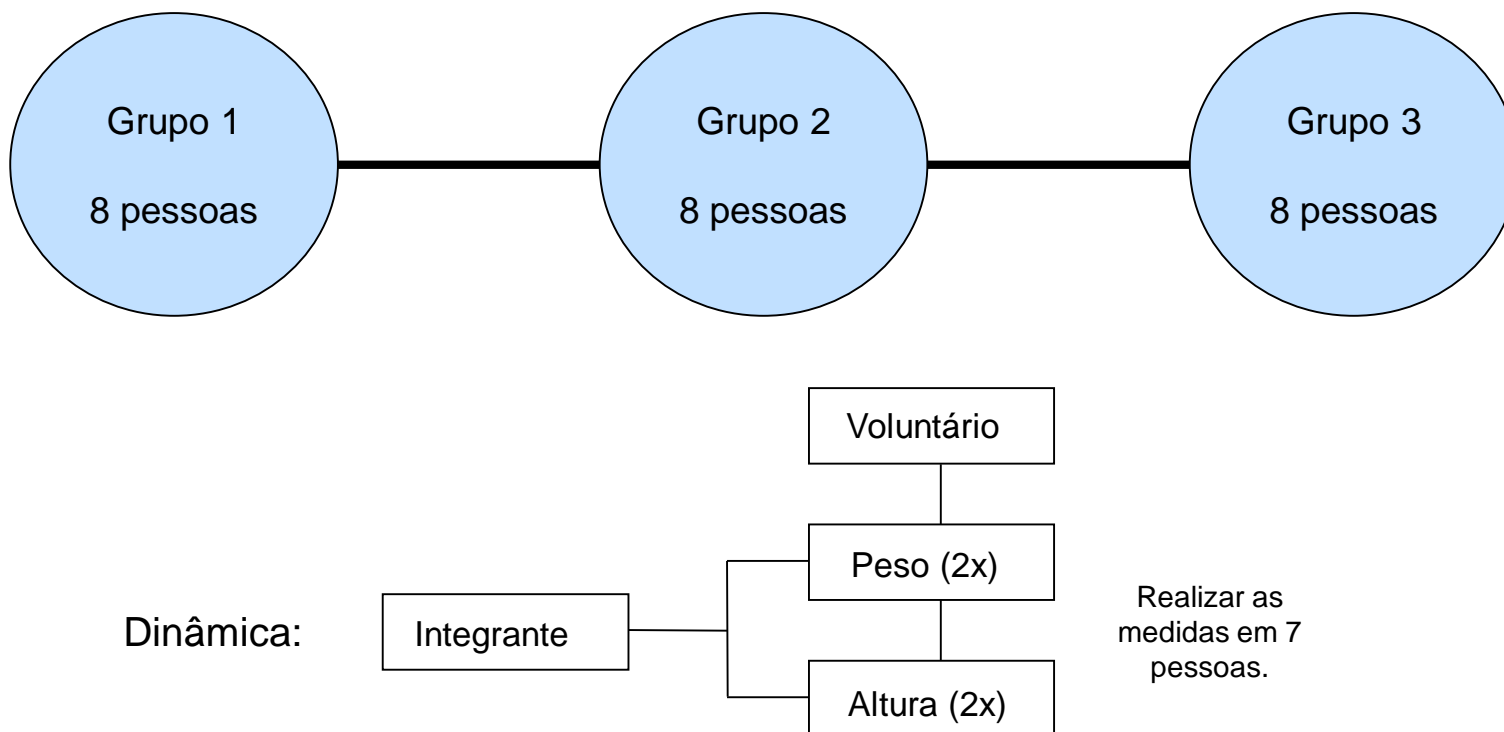 Grupo 1
8 pessoas
Grupo 2
8 pessoas
Grupo 3
8 pessoas
Voluntário
Peso (2x)
Dinâmica:
Integrante
Altura (2x)
Realizar as
medidas em 7
pessoas.